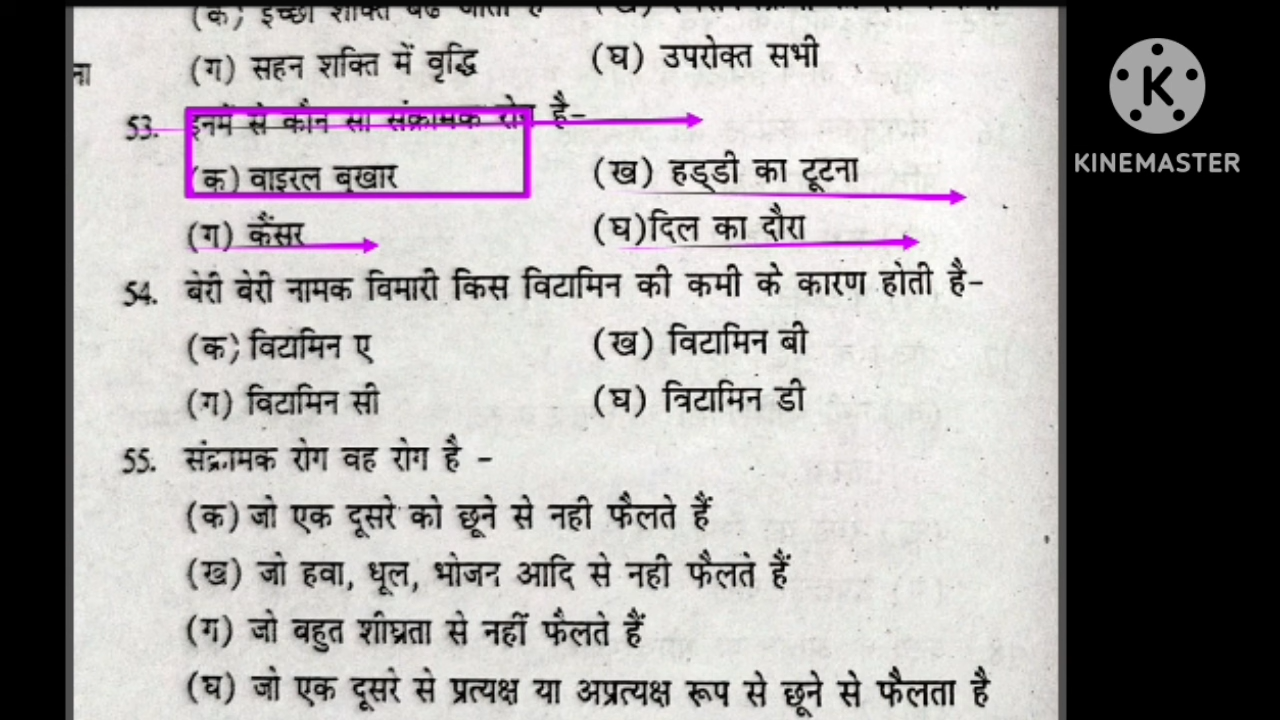 (ग) सहन शक्ति में वृद्धि (घ) उपरोक्त सभी
ना
53. इनमें से कौन सा संक्रामक रोग है-
(क) वाइरल बुखार (ख) हड्डी का टूटना
(ग) कैंसर (घ) दिल का दौरा
54. बेरी बेरी नामक विमारी किस विटामिन की कमी के कारण होती है-
(क) विटामिन ए (ख) विटामिन बी
(ग) विटामिन सी (घ) विटामिन डी
55. संक्रामक रोग वह रोग है -
(क) जो एक दूसरे को छूने से नही फैलते हैं
(ख) जो हवा, धूल, भोजन आदि से नही फैलते हैं
(ग) जो बहुत शीघ्रता से नहीं फैलते हैं
(घ) जो एक दूसरे से प्रत्यक्ष या अप्रत्यक्ष रूप से छूने से फैलता है
K
KINEMASTER